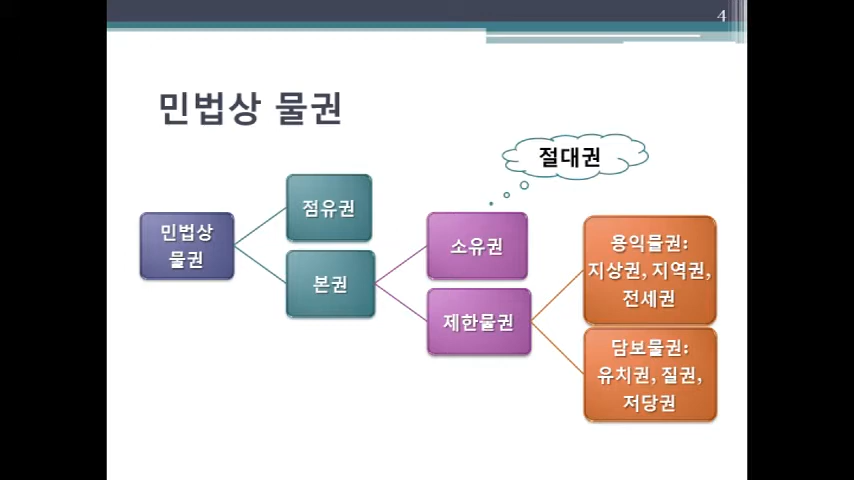 4
민법상 물권
절대권
민법상
물권
점유권
본권
소유권
제한물권
용익물권:
지상권, 지역권,
전세권
담보물권:
유치권, 질권,
저당권